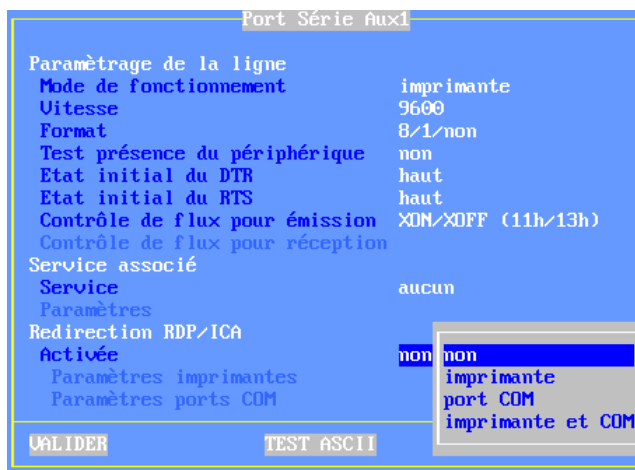 Port Série Aux1
Paramètrage de la ligne
Mode de fonctionnement imprimante
Vitesse 9600
Format 8/1/non
Test présence du périphérique non
Etat initial du DTR haut
Etat initial du RTS haut
Contrôle de flux pour émission XON/XOFF (11h/13h)
Contrôle de flux pour réception
Service associé
Service aucun
Paramètres
Redirection RDP/ICA
Activée non non
Paramètres imprimantes imprimante
Paramètres ports COM port COM
imprimante et COM
VALIDER TEST ASCII